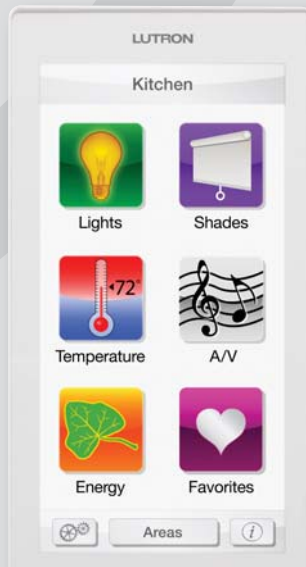 LUTRON
Kitchen
Lights Shades
72°
Temperature A/V
Energy Favorites
Areas i